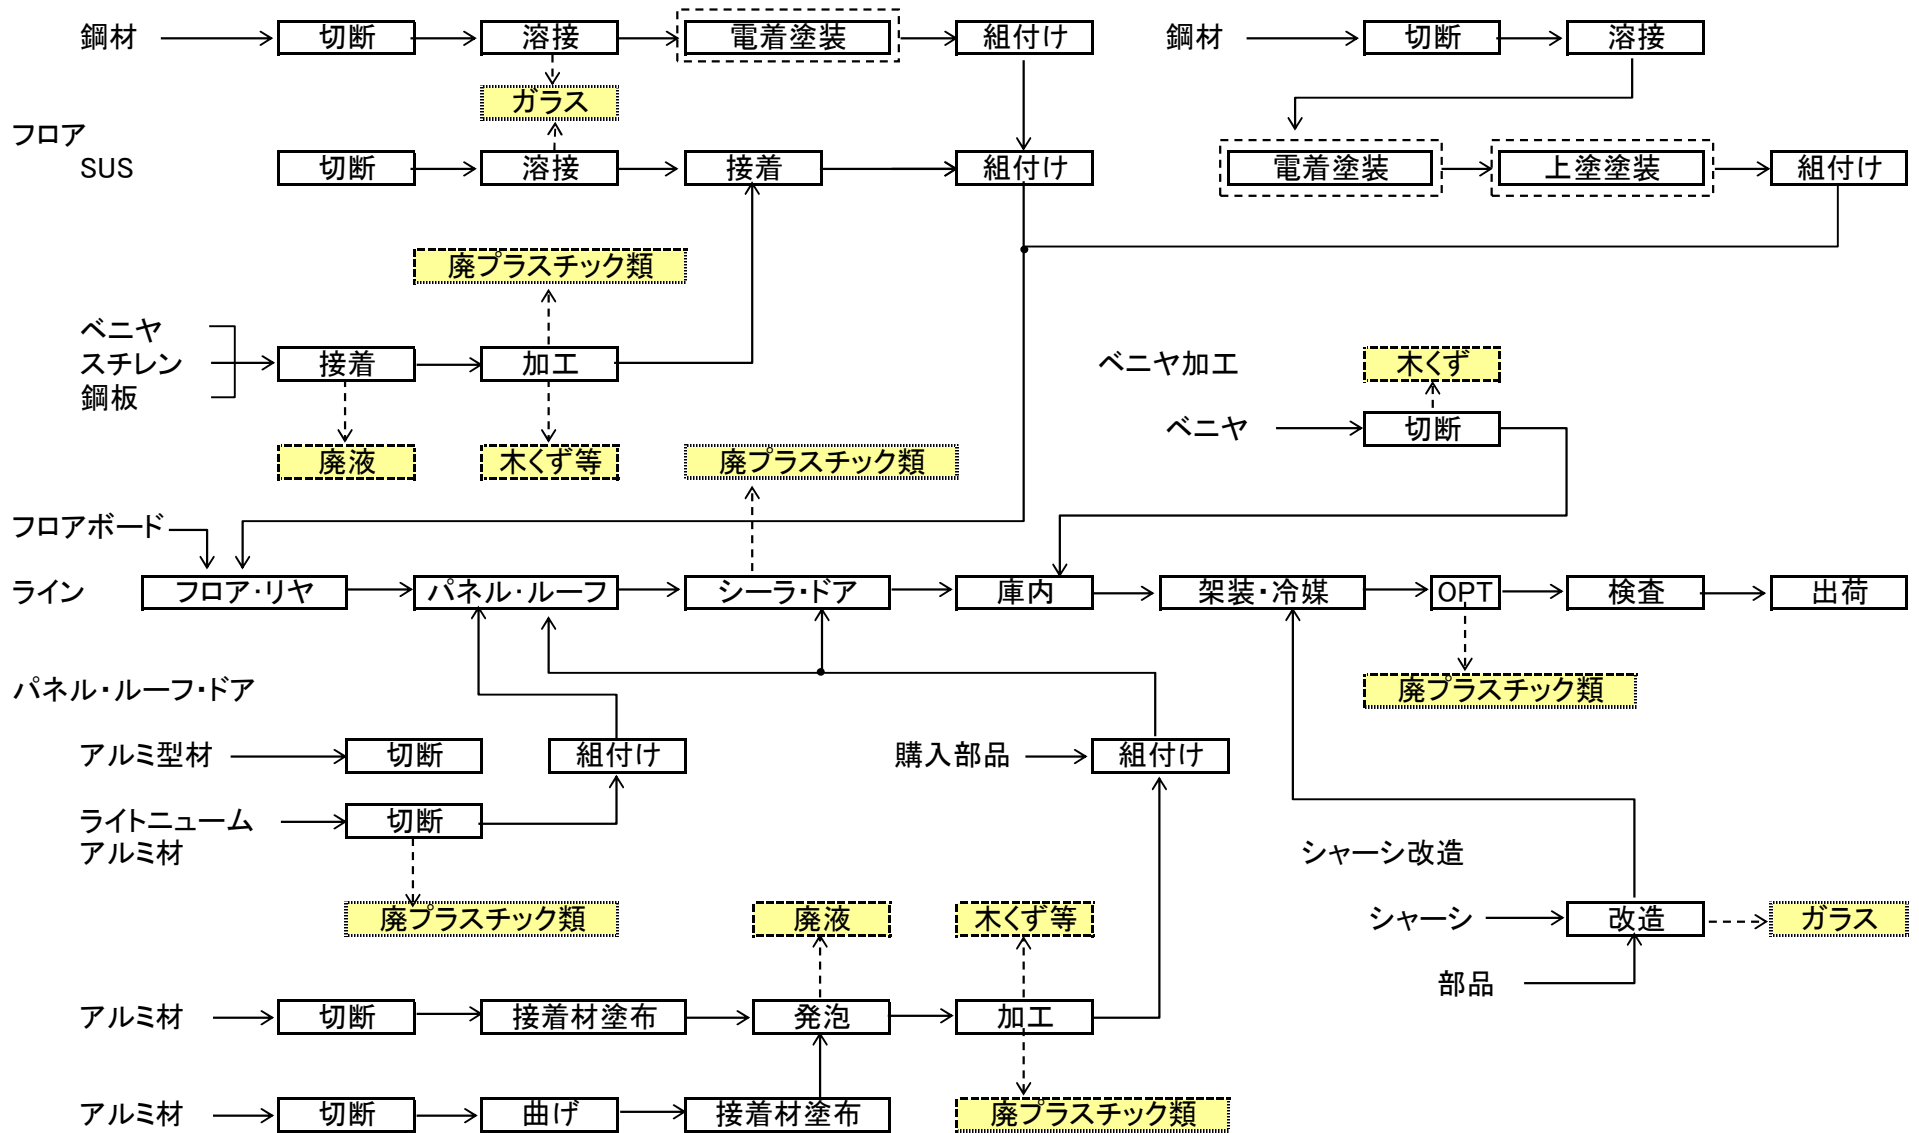 鋼材 切断 溶接 電着塗装 組付け 鋼材 切断 溶接
ガラス
フロア
SUS 切断 溶接 接着 組付け 電着塗装 上塗塗装 組付け
廃プラスチック類
ベニヤ
スチレン 接着 加工 ベニヤ加工 木くず
鋼板
ベニヤ 切断
廃液 木くず等 廃プラスチック類
フロアボード
ライン フロア・リヤ パネル・ルーフ シーラ・ドア 庫内 架装・冷媒 OPT 検査 出荷
パネル・ルーフ・ドア 廃プラスチック類
アルミ型材 切断 組付け 購入部品 組付け
ライトニューム 切断
アルミ材 シャーシ改造
廃プラスチック類 廃液 木くず等 シャーシ 改造 ガラス
部品
アルミ材 切断 接着材塗布 発泡 加工
アルミ材 切断 曲げ 接着材塗布 廃プラスチック類